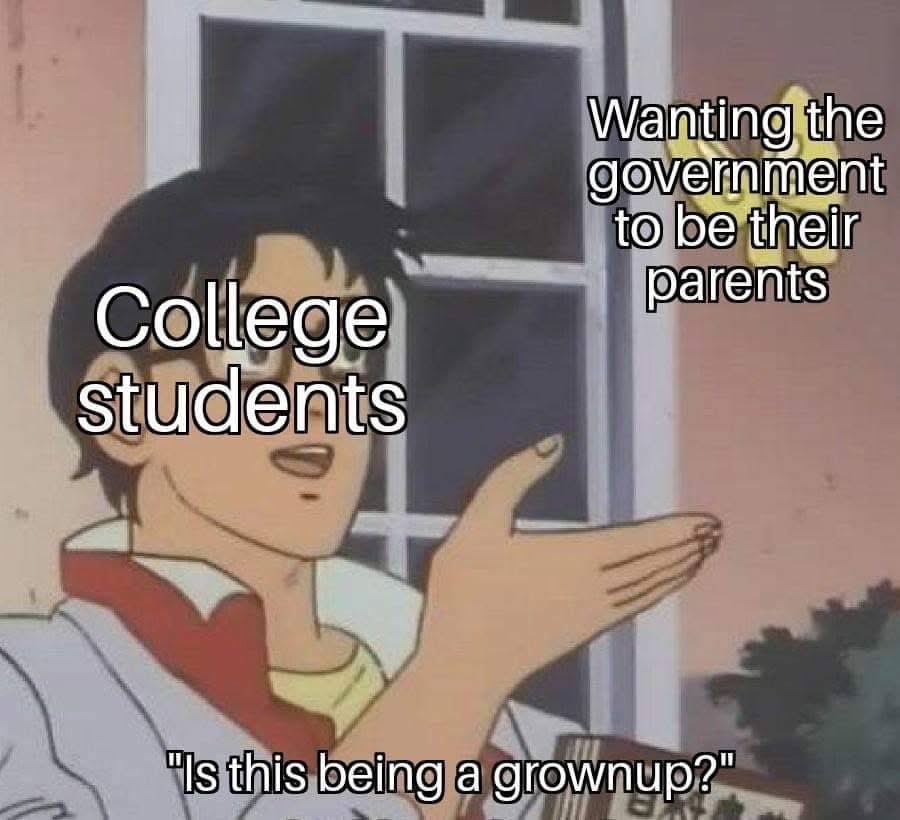 Wanting the
government
to be their
parents
College
students
"Is this being a grownup?"